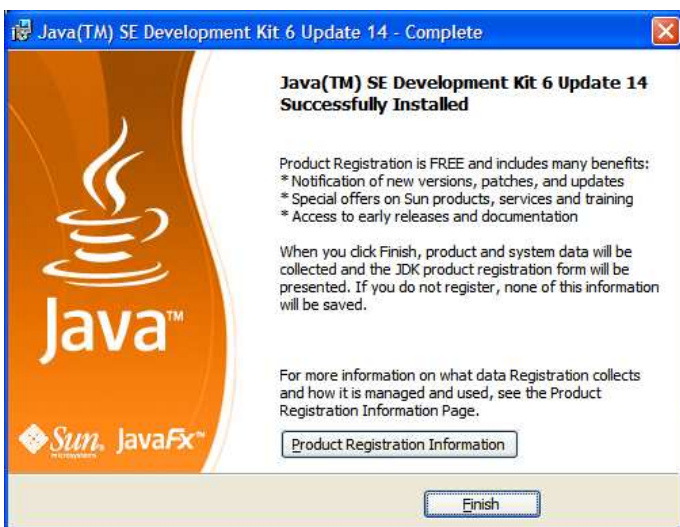 Java(TM) SE Development Kit 6 Update 14 - Complete
Java(TM) SE Development Kit 6 Update 14
Successfully Installed
Product Registration is FREE and includes many benefits:
* Notification of new versions, patches, and updates
* Special offers on Sun products, services and training
* Access to early releases and documentation
When you click Finish, product and system data will be
collected and the JDK product registration form will be
presented. If you do not register, none of this information
will be saved.
Java™
For more information on what data Registration collects
and how it is managed and used, see the Product
Registration Information Page.
Sun microsystems JavaFX™
Product Registration Information
Finish